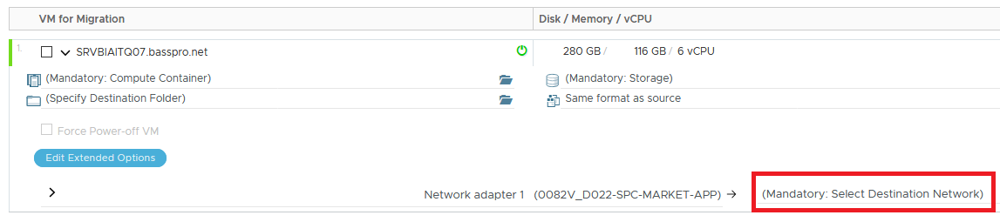 VM for Migration
Disk / Memory / vCPU
1.
SRVBIAITQ07.basspro.net
280 GB / 116 GB / 6 vCPU
(Mandatory: Compute Container)
(Mandatory: Storage)
(Specify Destination Folder)
Same format as source
Force Power-off VM
Edit Extended Options
Network adapter 1 (0082V_D022-SPC-MARKET-APP) → (Mandatory: Select Destination Network)